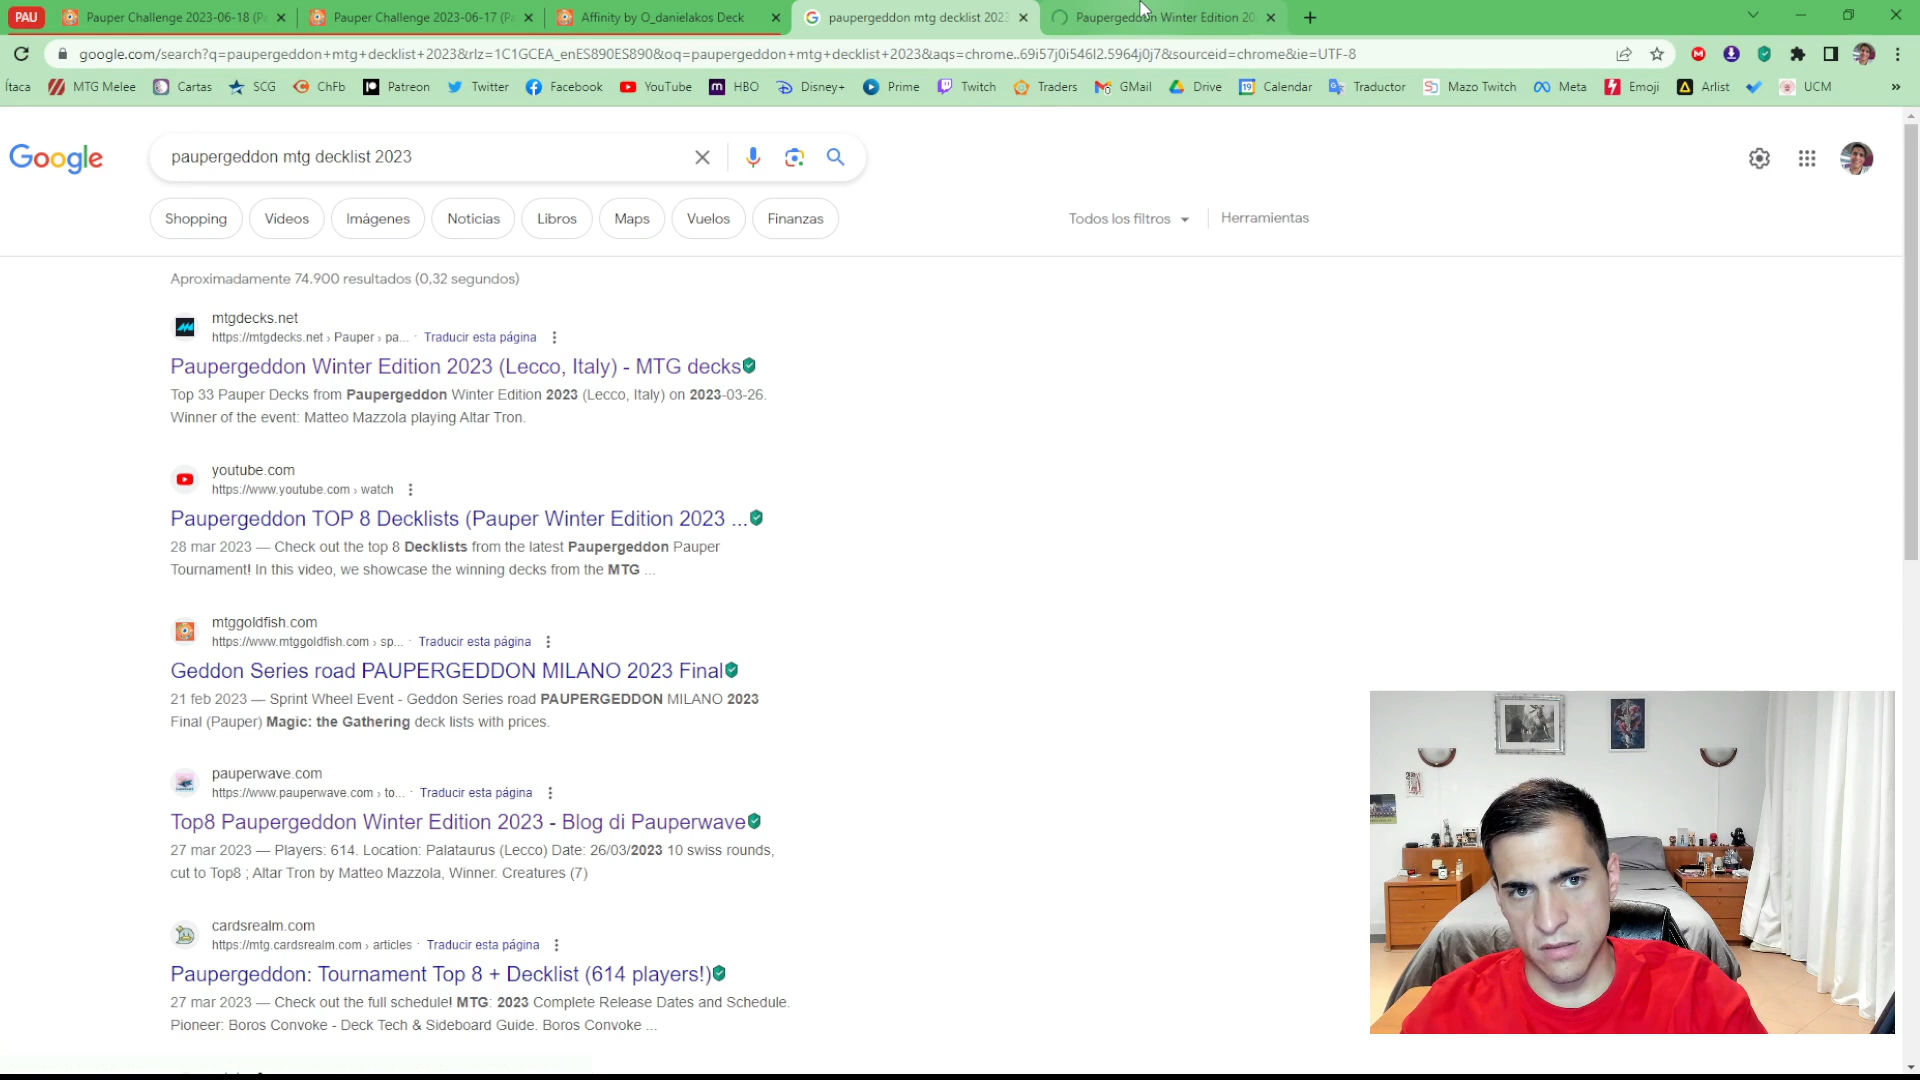 PAU
Pauper Challenge 2023-06-18 (P
Pauper Challenge 2023-06-17 (P
Affinity by O_danielakos Deck
paupergeddon mtg decklist 2023
Paupergeddon Winter Edition 20
google.com/search?q=paupergeddon+mtg+decklist+2023&rlz=1C1GCEA_enES890ES890&oq=paupergeddon+mtg+decklist+2023&aqs=chrome..69i57j0i546l2.5964j0j7&sourceid=chrome&ie=UTF-8
Ítaca
MTG Melee
Cartas
SCG
ChFb
Patreon
Twitter
Facebook
YouTube
HBO
Disney+
Prime
Twitch
Traders
GMail
Drive
Calendar
Traductor
Mazo Twitch
Meta
Emoji
Arlist
UCM
»
Google
paupergeddon mtg decklist 2023
Shopping
Videos
Imágenes
Noticias
Libros
Maps
Vuelos
Finanzas
Todos los filtros
Herramientas
Aproximadamente 74.900 resultados (0,32 segundos)
mtgdecks.net
https://mtgdecks.net › Pauper › pa... · Traducir esta página
Paupergeddon Winter Edition 2023 (Lecco, Italy) - MTG decks
Top 33 Pauper Decks from Paupergeddon Winter Edition 2023 (Lecco, Italy) on 2023-03-26.
Winner of the event: Matteo Mazzola playing Altar Tron.
youtube.com
https://www.youtube.com › watch
Paupergeddon TOP 8 Decklists (Pauper Winter Edition 2023 ...
28 mar 2023 — Check out the top 8 Decklists from the latest Paupergeddon Pauper
Tournament! In this video, we showcase the winning decks from the MTG ...
mtggoldfish.com
https://www.mtggoldfish.com › sp... · Traducir esta página
Geddon Series road PAUPERGEDDON MILANO 2023 Final
21 feb 2023 — Sprint Wheel Event - Geddon Series road PAUPERGEDDON MILANO 2023
Final (Pauper) Magic: the Gathering deck lists with prices.
pauperwave.com
https://www.pauperwave.com › to... · Traducir esta página
Top8 Paupergeddon Winter Edition 2023 - Blog di Pauperwave
27 mar 2023 — Players: 614. Location: Palataurus (Lecco) Date: 26/03/2023 10 swiss rounds,
cut to Top8 ; Altar Tron by Matteo Mazzola, Winner. Creatures (7)
cardsrealm.com
https://mtg.cardsrealm.com › articles · Traducir esta página
Paupergeddon: Tournament Top 8 + Decklist (614 players!)
27 mar 2023 — Check out the full schedule! MTG: 2023 Complete Release Dates and Schedule.
Pioneer: Boros Convoke - Deck Tech & Sideboard Guide. Boros Convoke ...